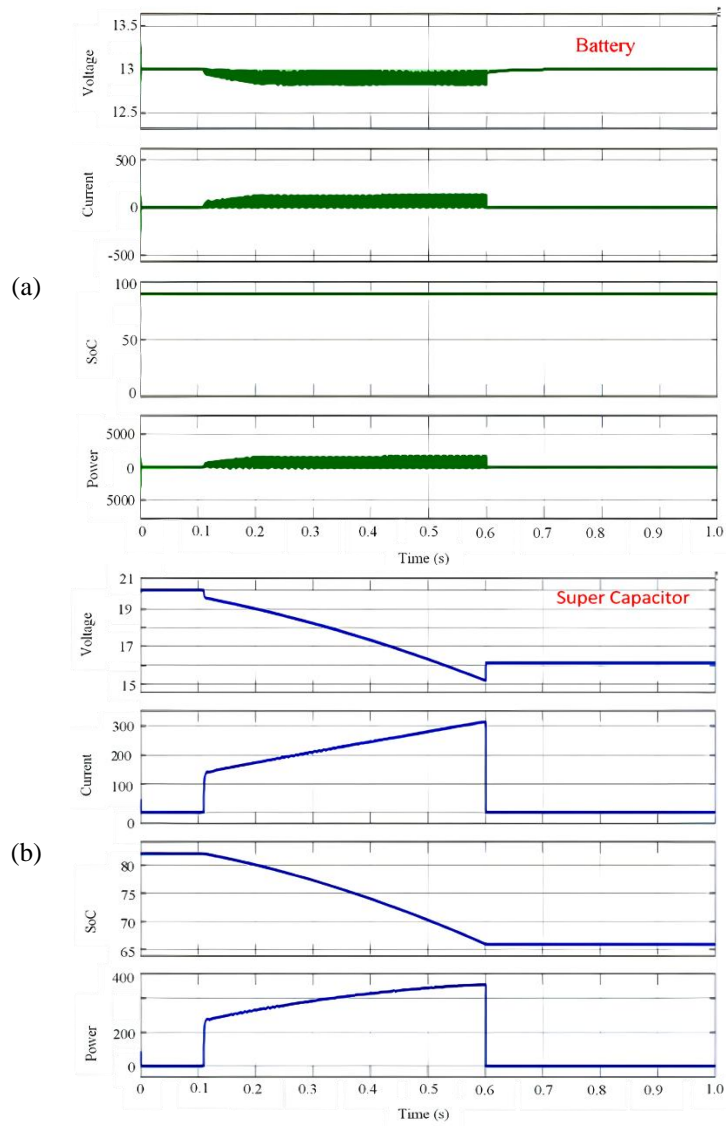 13.5
13
12.5
Voltage
Battery
500
0
-500
Current
(a)
100
50
0
SoC
5000
0
5000
Power
0 0.1 0.2 0.3 0.4 0.5 0.6 0.7 0.8 0.9 1.0
Time (s)
21
19
17
15
Voltage
Super Capacitor
300
200
100
0
Current
(b)
80
75
70
65
SoC
400
200
0
Power
0 0.1 0.2 0.3 0.4 0.5 0.6 0.7 0.8 0.9 1.0
Time (s)